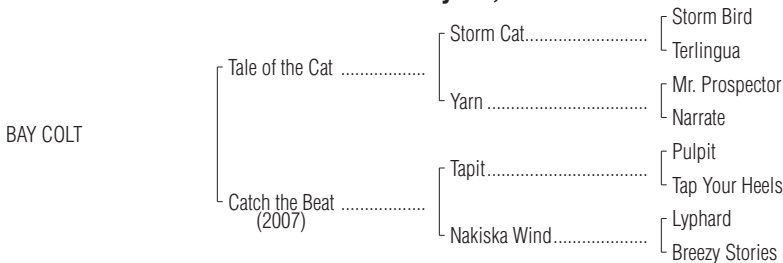 Storm Bird
Storm Cat....................................
Terlingua
Tale of the Cat ..................
Mr. Prospector
Yarn ...............................................
Narrate
BAY COLT
Pulpit
Tapit...............................................
Tap Your Heels
Catch the Beat ..................
(2007)
Lyphard
Nakiska Wind...........................
Breezy Stories